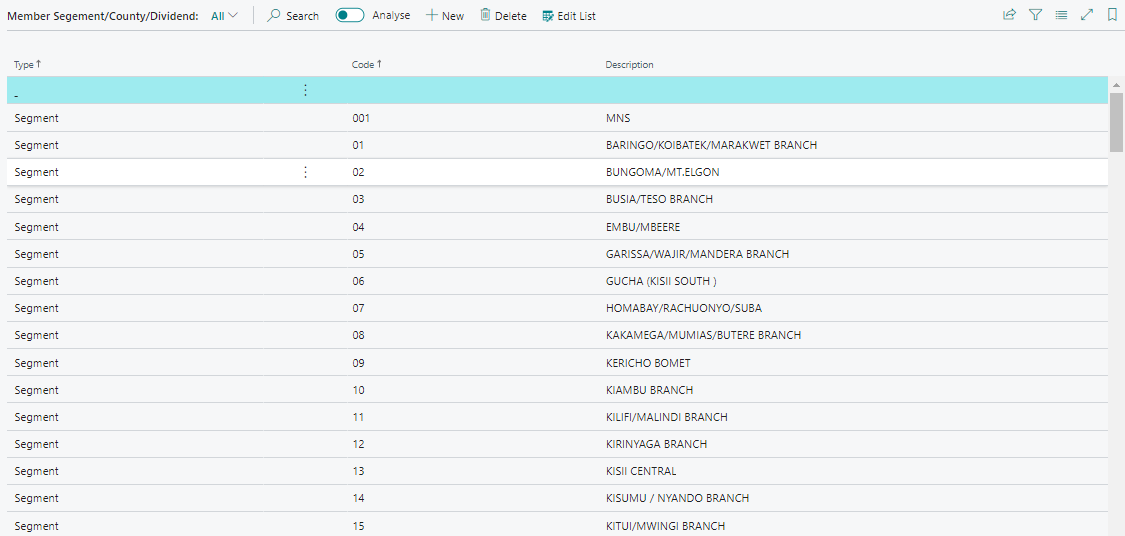 Member Segement/County/Dividend: All Search Analyse + New Delete Edit List
Type ↑ Code ↑ Description
_
Segment 001 MNS
Segment 01 BARINGO/KOIBATEK/MARAKWET BRANCH
Segment 02 BUNGOMA/MT.ELGON
Segment 03 BUSIA/TESO BRANCH
Segment 04 EMBU/MBEERE
Segment 05 GARISSA/WAJIR/MANDERA BRANCH
Segment 06 GUCHA (KISII SOUTH )
Segment 07 HOMABAY/RACHUONYO/SUBA
Segment 08 KAKAMEGA/MUMIAS/BUTERE BRANCH
Segment 09 KERICHO BOMET
Segment 10 KIAMBU BRANCH
Segment 11 KILIFI/MALINDI BRANCH
Segment 12 KIRINYAGA BRANCH
Segment 13 KISII CENTRAL
Segment 14 KISUMU / NYANDO BRANCH
Segment 15 KITUI/MWINGI BRANCH